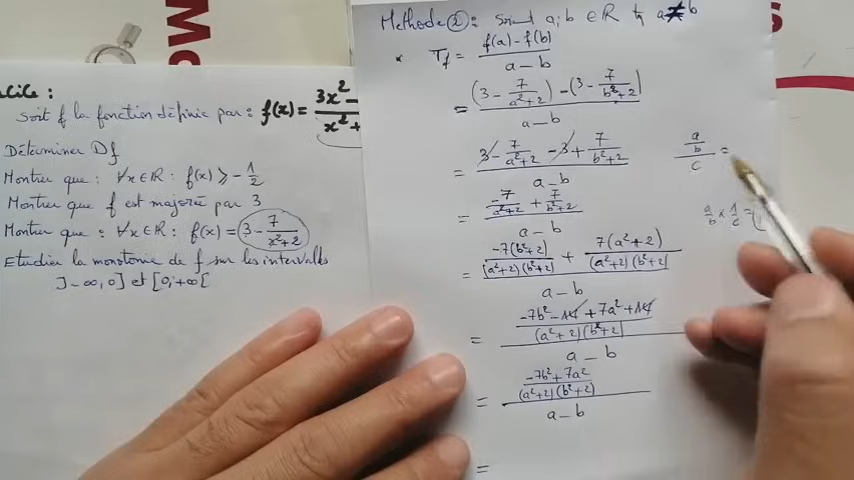 MO
cice :
soit f la fonction définie par : f(x) = 3x² -
x² +
Déterminer Df
Montrer que : ∀x∈ℝ : f(x) ⩾ -1/2
Montrer que f est majorée par 3
Montrer que : ∀x∈ℝ : f(x) = 3 - 7/(x²+2)
Etudier la monotonie de f sur les intervalles
]-∞,0] et [0;+∞[
Methode ② : Soient a;b ∈ ℝ tq a≠b
* Tf = (f(a) - f(b))/(a - b)
= ((3 - 7/(a²+2)) - (3 - 7/(b²+2)))/(a - b)
= (3 - 7/(a²+2) - 3 + 7/(b²+2))/(a - b)
= (-7/(a²+2) + 7/(b²+2))/(a - b)
= (-7(b²+2)/((a²+2)(b²+2)) + 7(a²+2)/((a²+2)(b²+2)))/(a - b)
= ((-7b² - 14 + 7a² + 14)/((a²+2)(b²+2)))/(a - b)
= ((-7b² + 7a²)/((a²+2)(b²+2)))/(a - b)
=
(a/b)/c =
a/b × 1/c =